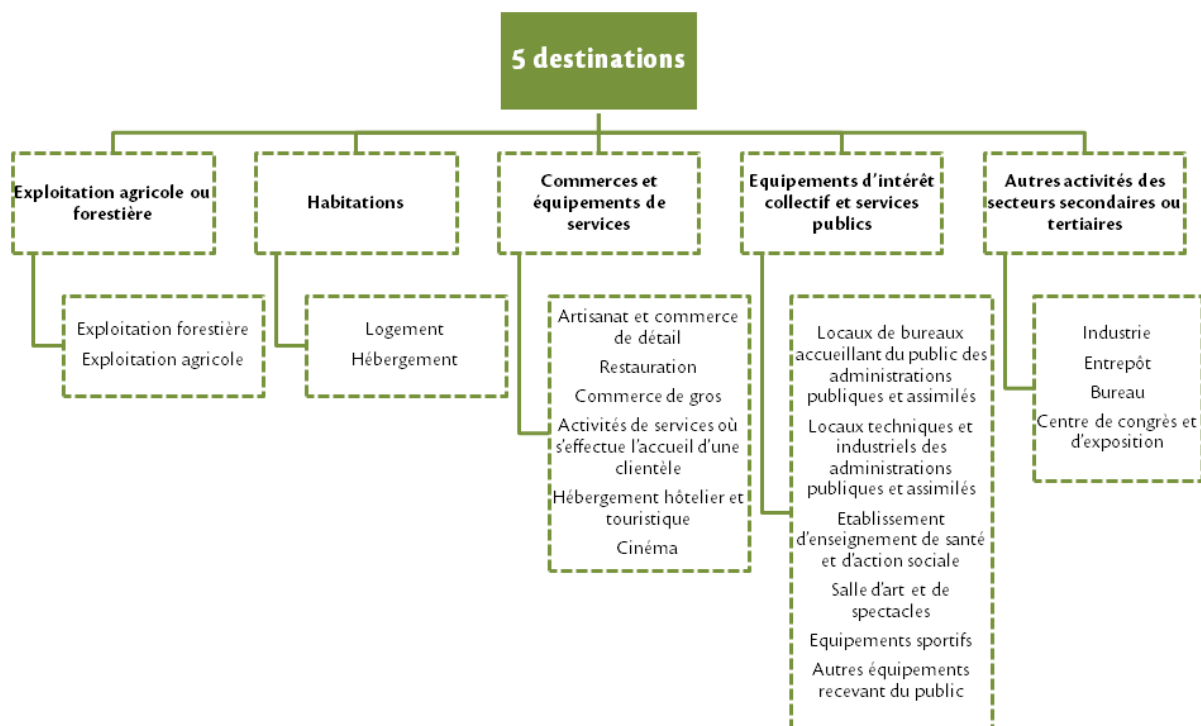 5 destinations
Exploitation agricole ou
forestière
Exploitation forestière
Exploitation agricole
Habitations
Logement
Hébergement
Commerces et
équipements de
services
Artisanat et commerce
de détail
Restauration
Commerce de gros
Activités de services où
s'effectue l'accueil d'une
clientèle
Hébergement hôtelier et
touristique
Cinéma
Equipements d'intérêt
collectif et services
publics
Locaux de bureaux
accueillant du public des
administrations
publiques et assimilés
Locaux techniques et
industriels des
administrations
publiques et assimilés
Etablissement
d'enseignement de santé
et d'action sociale
Salle d'art et de
spectacles
Equipements sportifs
Autres équipements
recevant du public
Autres activités des
secteurs secondaires ou
tertiaires
Industrie
Entrepôt
Bureau
Centre de congrès et
d'exposition